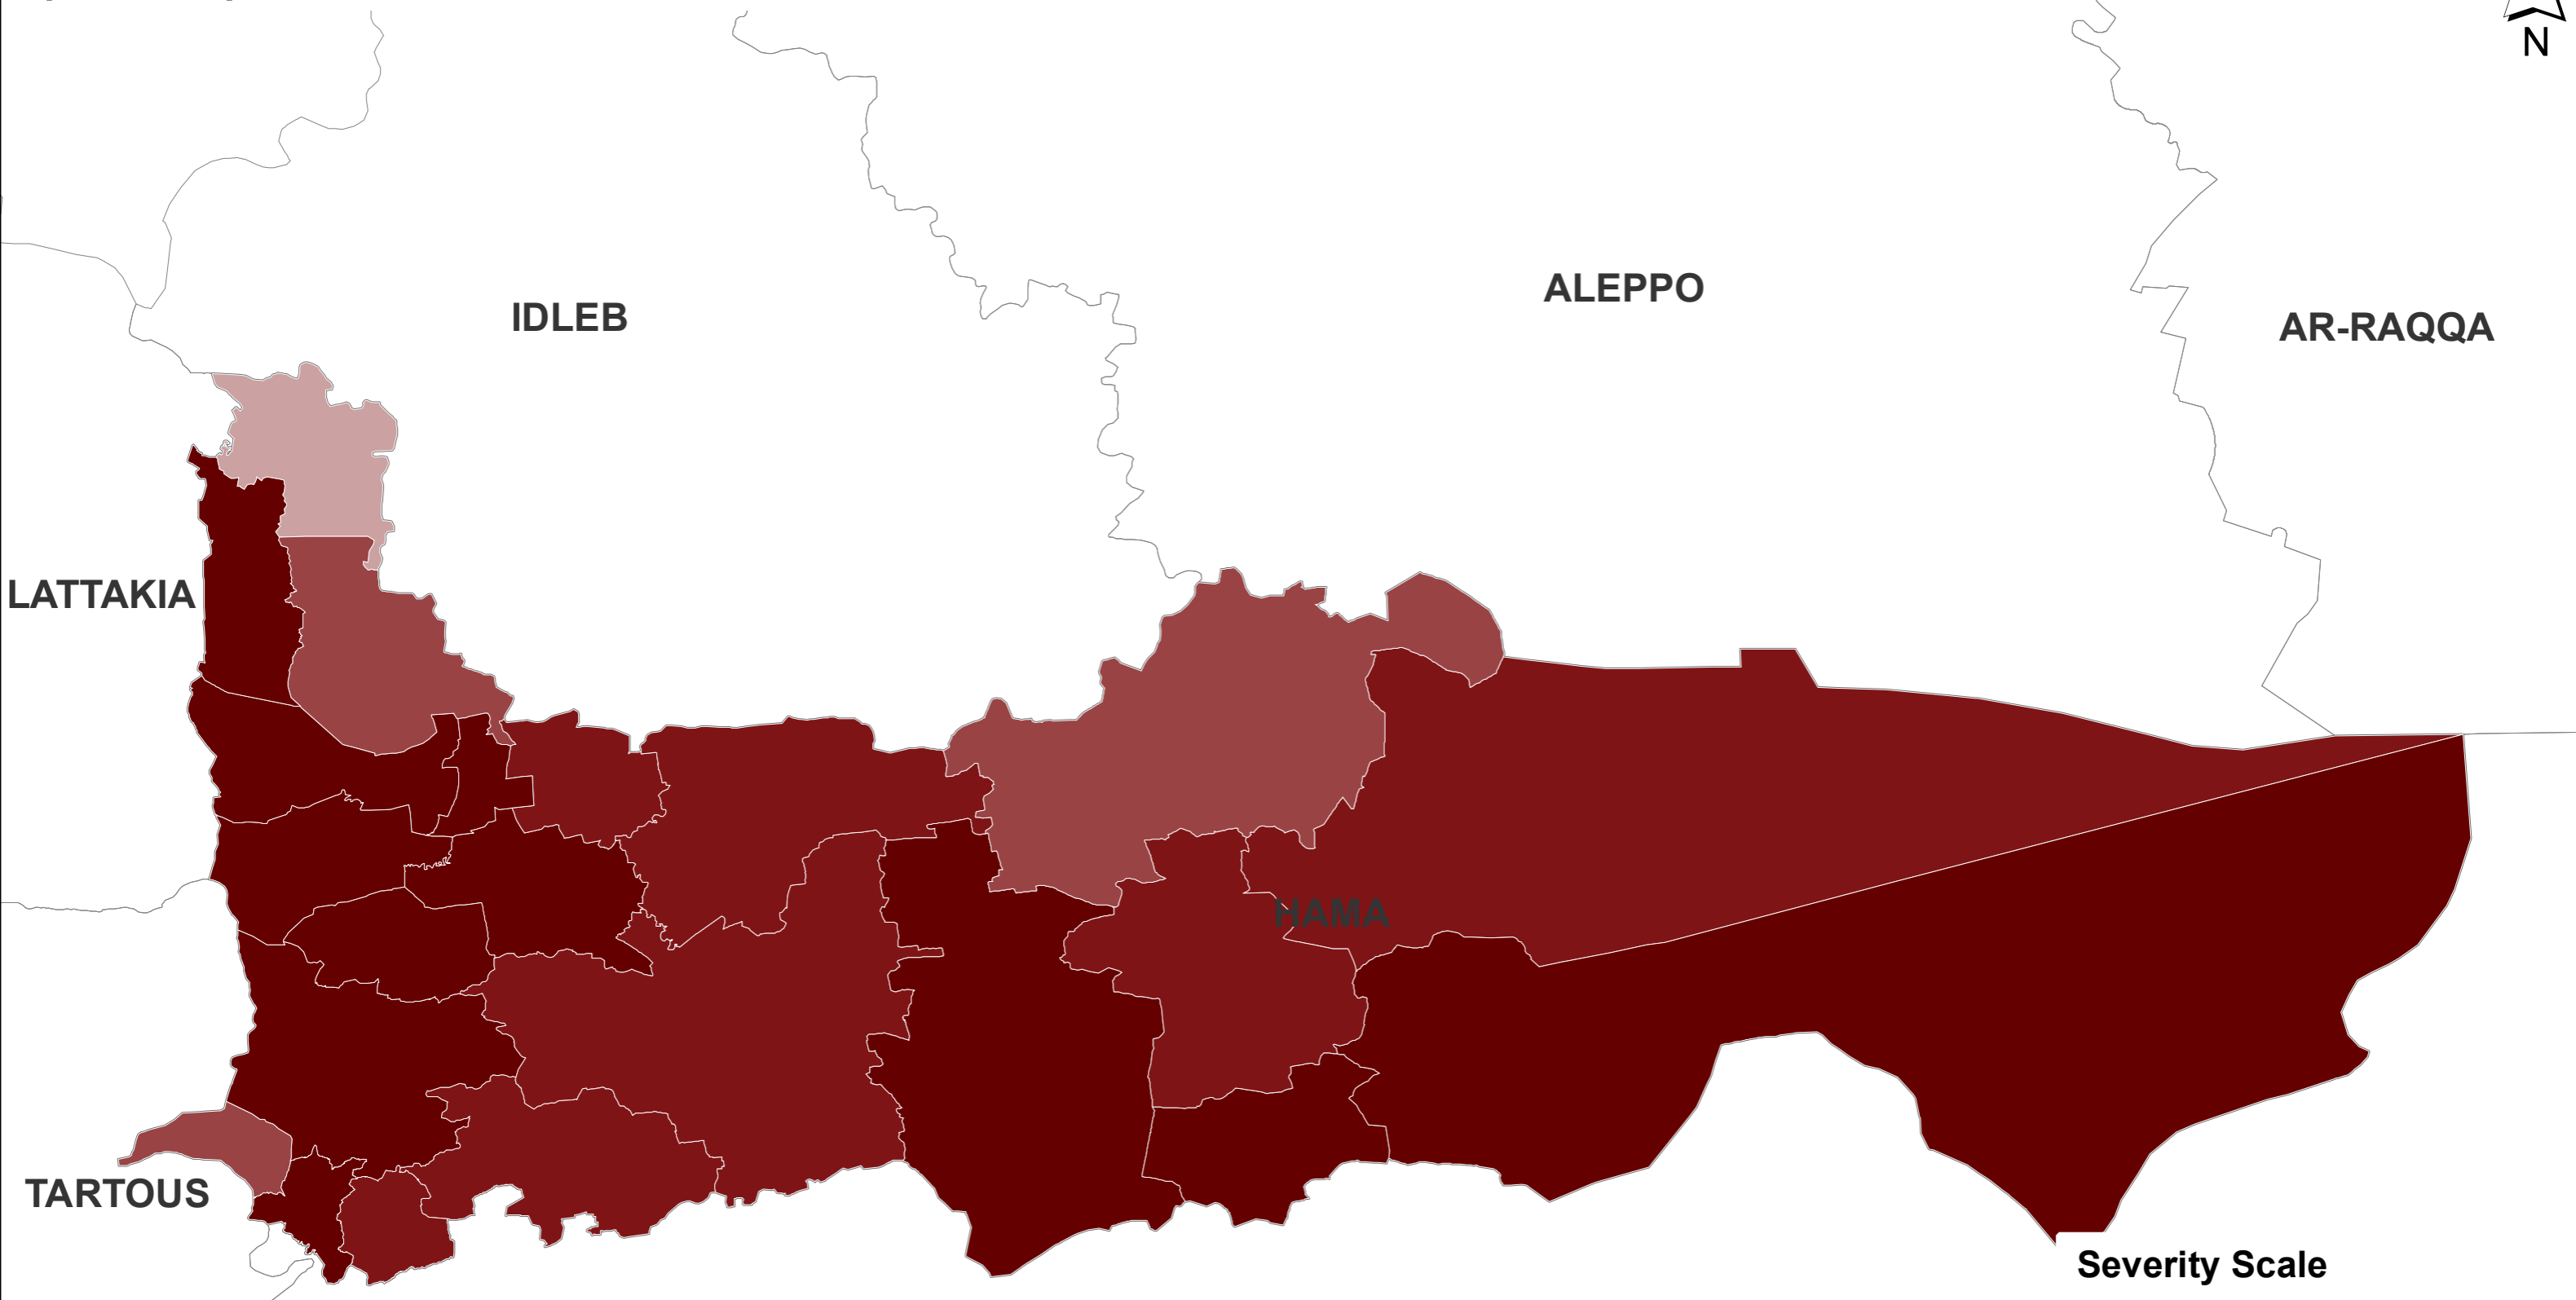 N
ALEPPO
IDLEB
AR-RAQQA
LATTAKIA
HAMA
TARTOUS
Severity Scale